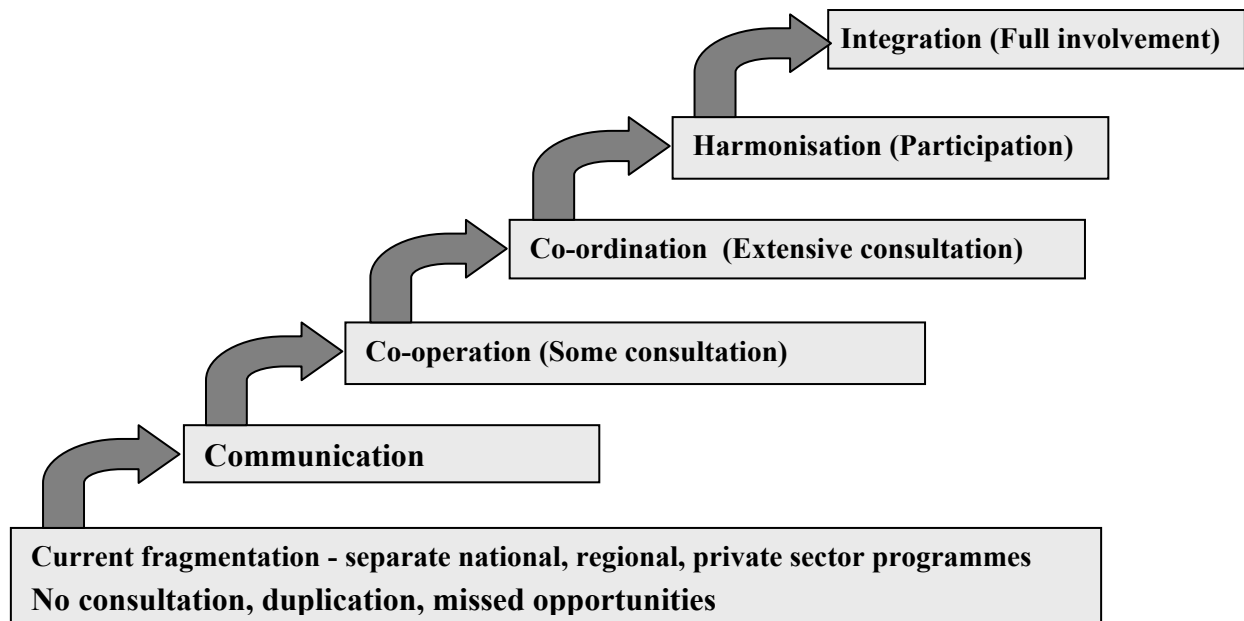 Integration (Full involvement)
Harmonisation (Participation)
Co-ordination (Extensive consultation)
Co-operation (Some consultation)
Communication
Current fragmentation - separate national, regional, private sector programmes
No consultation, duplication, missed opportunities